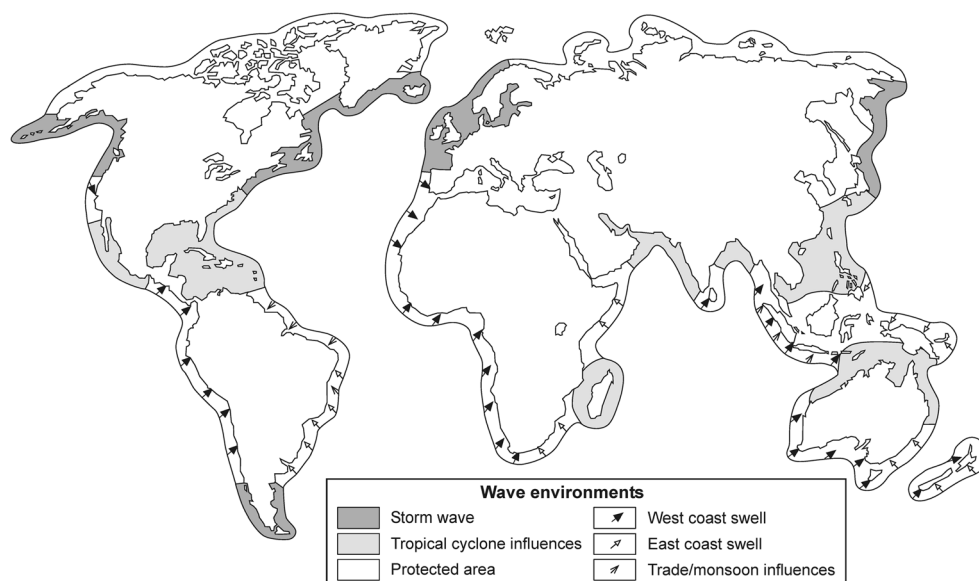 Wave environments
Storm wave
Tropical cyclone influences
Protected area
West coast swell
East coast swell
Trade/monsoon influences